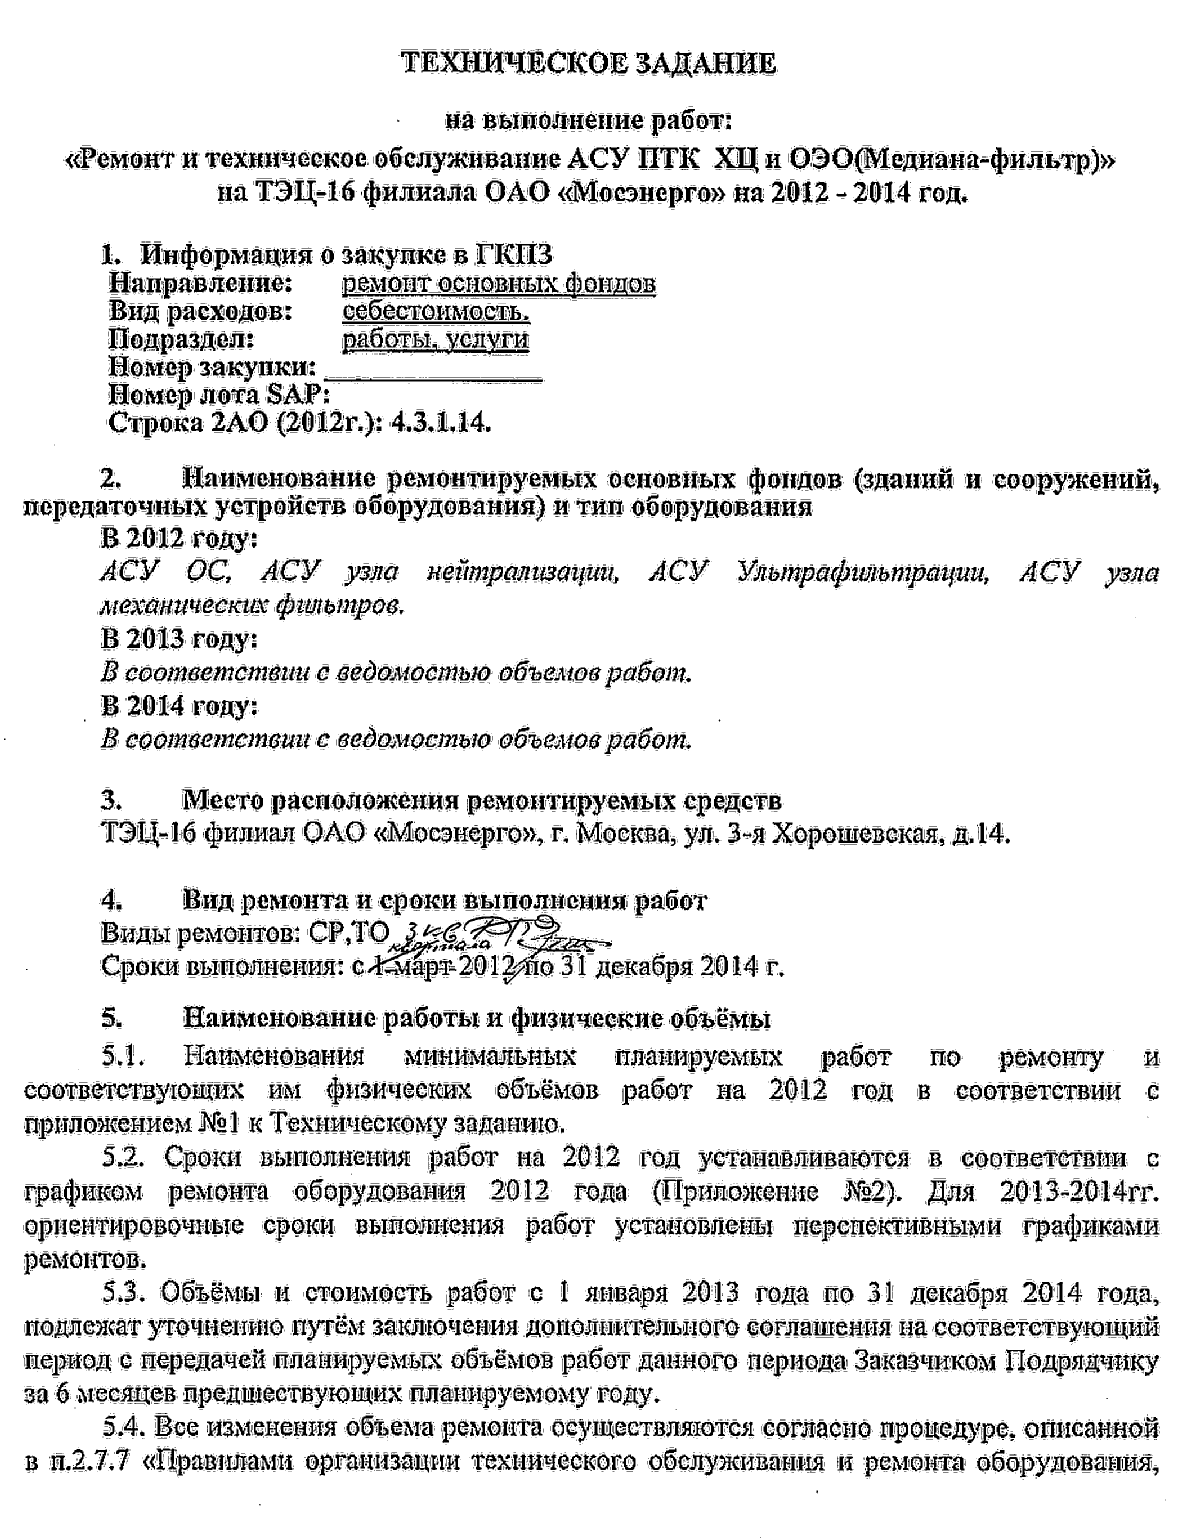 ТЕХНИЧЕСКОЕ ЗАДАНИЕ
на выполнение работ:
«Ремонт и техническое обслуживание АСУ ПТК ХЦ и ОЭО(Медиана-фильтр)»
на ТЭЦ-16 филиала ОАО «Мосэнерго» на 2012 - 2014 год.
1. Информация о закупке в ГКПЗ
Направление: ремонт основных фондов
Вид расходов: себестоимость.
Подраздел: работы, услуги
Номер закупки: ________________
Номер лота SAP:
Строка 2АО (2012г.): 4.3.1.14.
2. Наименование ремонтируемых основных фондов (зданий и сооружений,
передаточных устройств оборудования) и тип оборудования
В 2012 году:
АСУ ОС, АСУ узла нейтрализации, АСУ Ультрафильтрации, АСУ узла
механических фильтров.
В 2013 году:
В соответствии с ведомостью объемов работ.
В 2014 году:
В соответствии с ведомостью объемов работ.
3. Место расположения ремонтируемых средств
ТЭЦ-16 филиал ОАО «Мосэнерго», г. Москва, ул. 3-я Хорошевская, д.14.
4. Вид ремонта и сроки выполнения работ
Виды ремонтов: СР,ТО 3 кв
квартала
Сроки выполнения: с 1 март 2012 по 31 декабря 2014 г.
5. Наименование работы и физические объёмы
5.1. Наименования минимальных планируемых работ по ремонту и
соответствующих им физических объёмов работ на 2012 год в соответствии с
приложением №1 к Техническому заданию.
5.2. Сроки выполнения работ на 2012 год устанавливаются в соответствии с
графиком ремонта оборудования 2012 года (Приложение №2). Для 2013-2014гг.
ориентировочные сроки выполнения работ установлены перспективными графиками
ремонтов.
5.3. Объёмы и стоимость работ с 1 января 2013 года по 31 декабря 2014 года,
подлежат уточнению путём заключения дополнительного соглашения на соответствующий
период с передачей планируемых объёмов работ данного периода Заказчиком Подрядчику
за 6 месяцев предшествующих планируемому году.
5.4. Все изменения объема ремонта осуществляются согласно процедуре, описанной
в п.2.7.7 «Правилами организации технического обслуживания и ремонта оборудования,